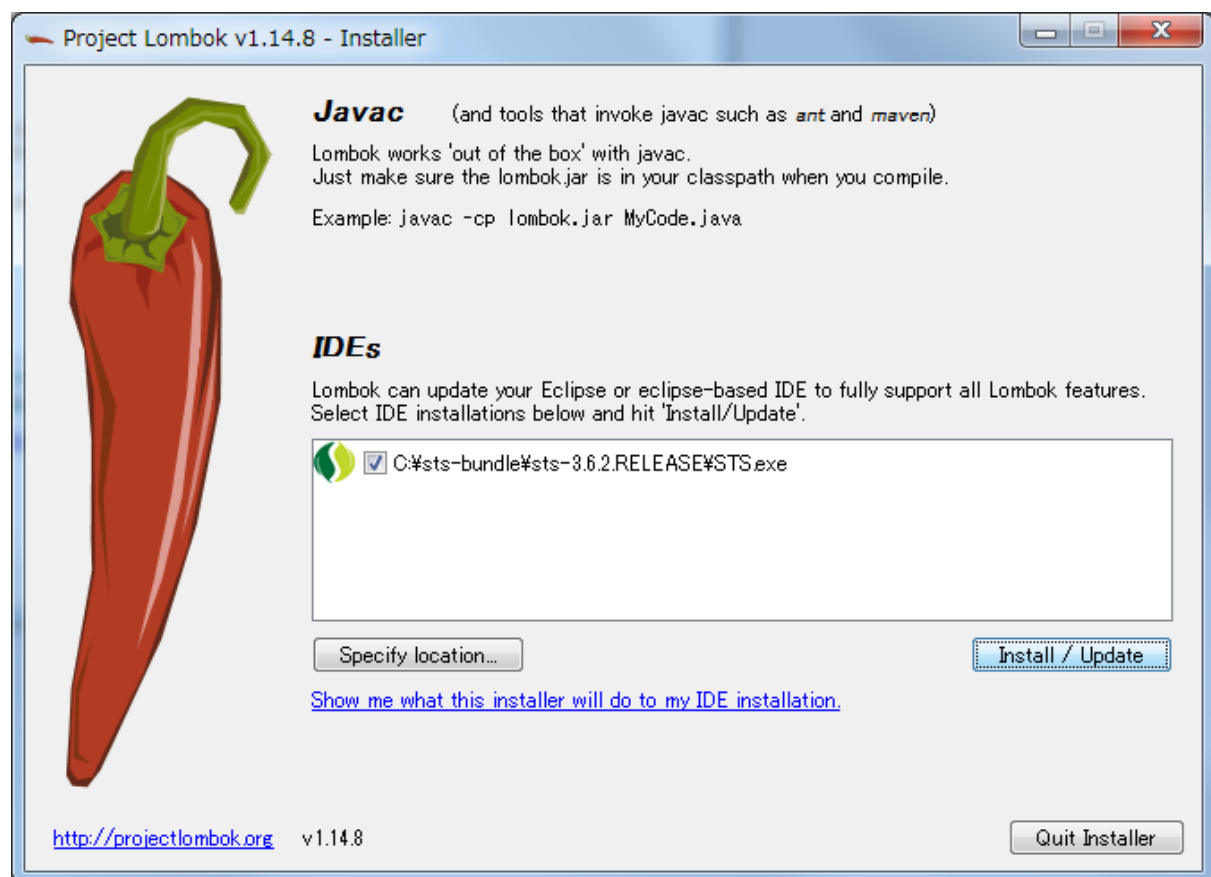 Project Lombok v1.14.8 - Installer
Javac (and tools that invoke javac such as ant and maven)
Lombok works 'out of the box' with javac.
Just make sure the lombok.jar is in your classpath when you compile.
Example: javac -cp lombok.jar MyCode.java
IDEs
Lombok can update your Eclipse or eclipse-based IDE to fully support all Lombok features.
Select IDE installations below and hit 'Install/Update'.
C:¥sts-bundle¥sts-3.6.2.RELEASE¥STS.exe
Specify location...
Install / Update
Show me what this installer will do to my IDE installation.
http://projectlombok.org v1.14.8
Quit Installer